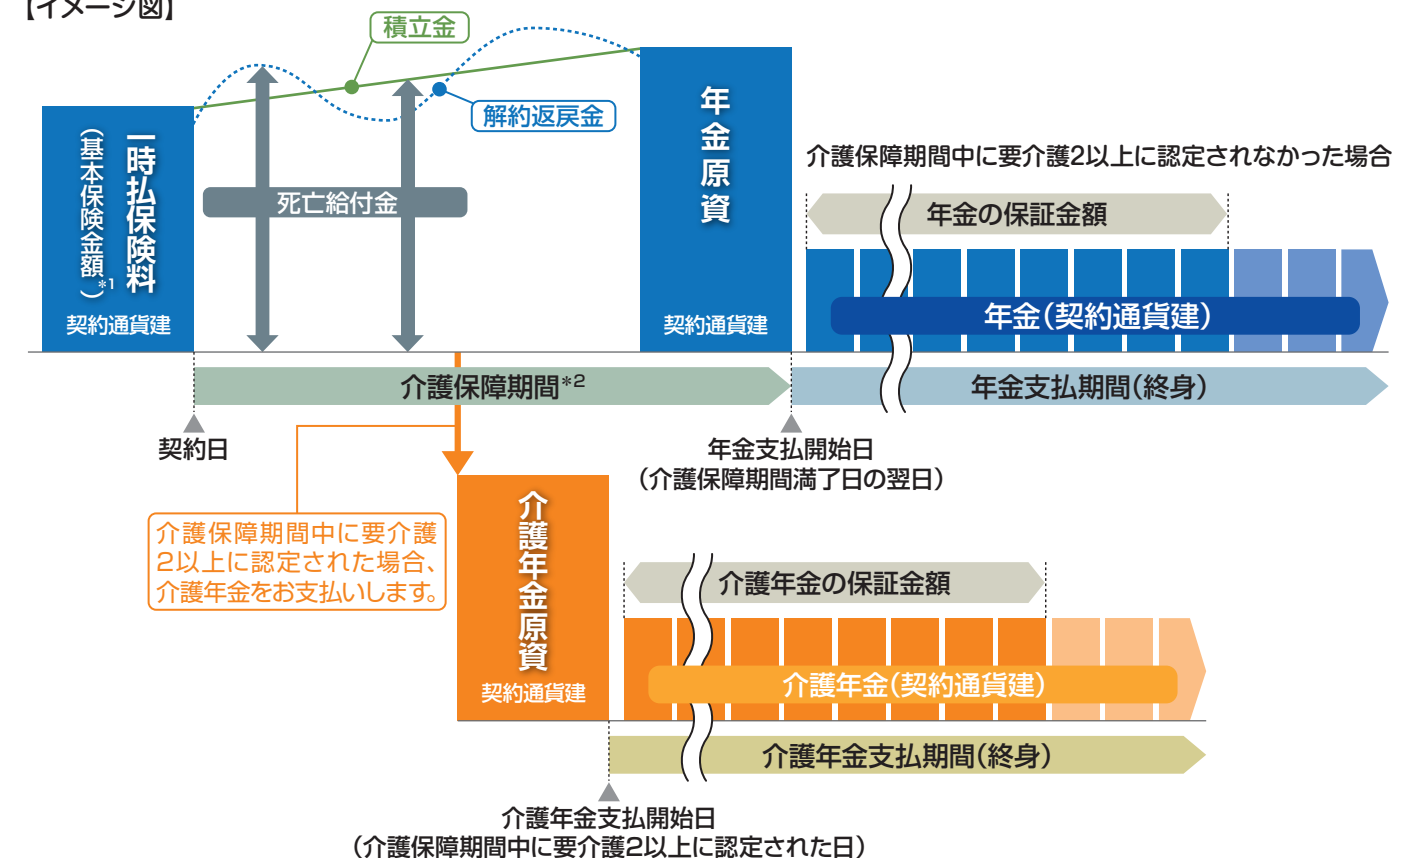 【イメージ図】
積立金
解約返戻金
一時払保険料
（基本保険金額*1）
契約通貨建
死亡給付金
年金原資
契約通貨建
介護保障期間中に要介護2以上に認定されなかった場合
年金の保証金額
年金（契約通貨建）
介護保障期間*2
年金支払期間（終身）
契約日
年金支払開始日
（介護保障期間満了日の翌日）
介護保障期間中に要介護
2以上に認定された場合、
介護年金をお支払いします。
介護年金原資
契約通貨建
介護年金の保証金額
介護年金（契約通貨建）
介護年金支払期間（終身）
介護年金支払開始日
（介護保障期間中に要介護2以上に認定された日）